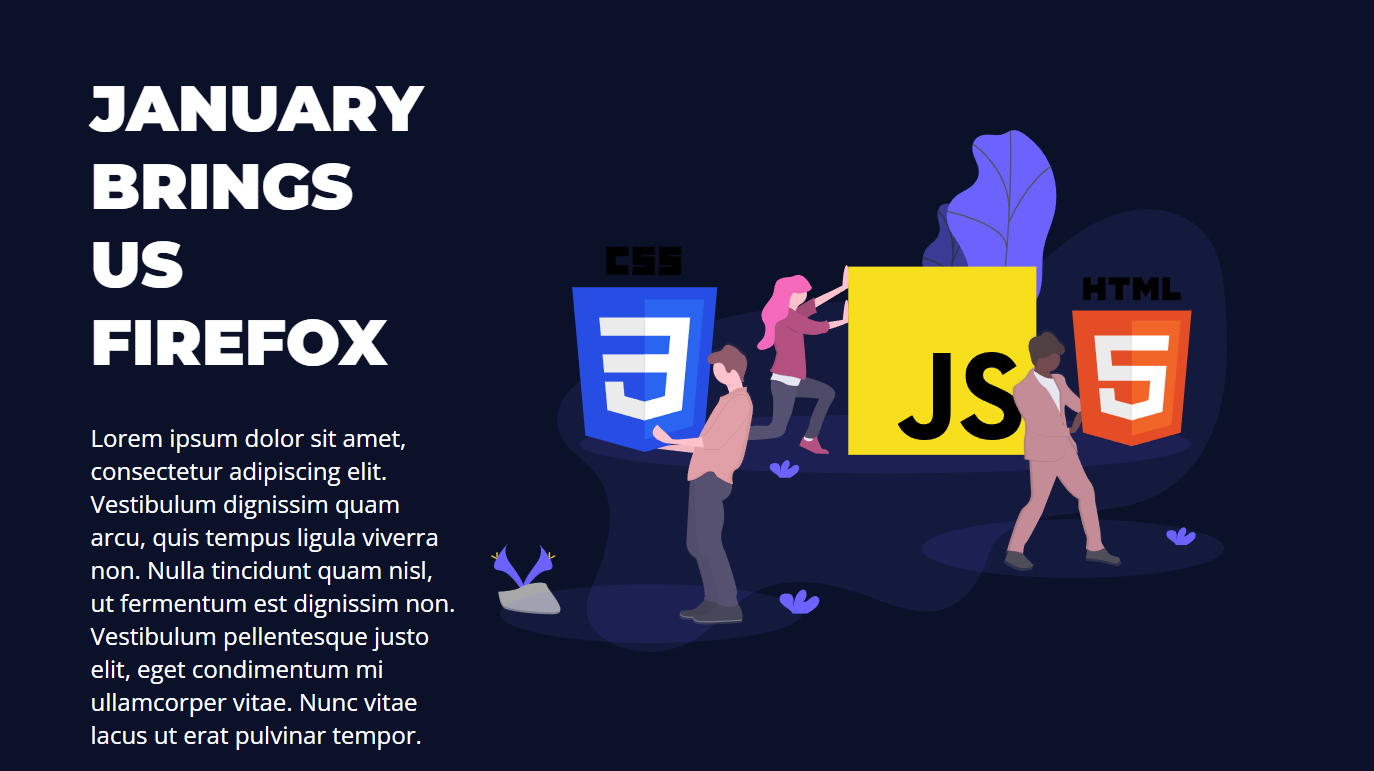 JANUARY
BRINGS
US
FIREFOX
Lorem ipsum dolor sit amet,
consectetur adipiscing elit.
Vestibulum dignissim quam
arcu, quis tempus ligula viverra
non. Nulla tincidunt quam nisl,
ut fermentum est dignissim non.
Vestibulum pellentesque justo
elit, eget condimentum mi
ullamcorper vitae. Nunc vitae
lacus ut erat pulvinar tempor.
CSS
3
JS
HTML
5